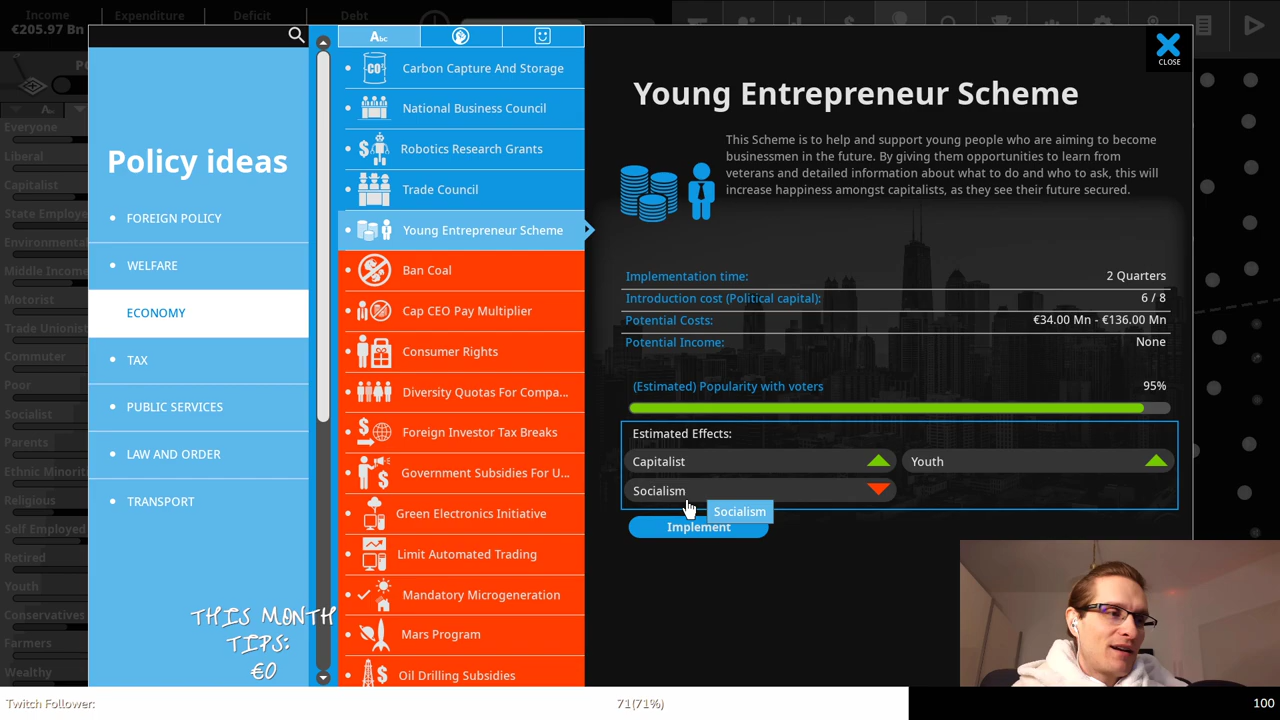 Income
Expenditure
Deficit
Debt
€205.97 Bn
Abc
CLOSE
Everyone
Liberal
Capitalist
State Employe
Environmental
Middle Income
Motorist
Trade Unionist
Commuter
Poor
Socialist
Parents
Ethnic Minoriti
Religious
Self Employed
Retired
Youth
Conservatives
Farmers
Wealthy
Policy ideas
FOREIGN POLICY
WELFARE
ECONOMY
TAX
PUBLIC SERVICES
LAW AND ORDER
TRANSPORT
CO²
Carbon Capture And Storage
National Business Council
Robotics Research Grants
Trade Council
Young Entrepreneur Scheme
Ban Coal
Cap CEO Pay Multiplier
Consumer Rights
Diversity Quotas For Compa...
Foreign Investor Tax Breaks
Government Subsidies For U...
Green Electronics Initiative
Limit Automated Trading
Mandatory Microgeneration
Mars Program
Oil Drilling Subsidies
Young Entrepreneur Scheme
This Scheme is to help and support young people who are aiming to become
businessmen in the future. By giving them opportunities to learn from
veterans and detailed information about what to do and who to ask, this will
increase happiness amongst capitalists, as they see their future secured.
Implementation time: 2 Quarters
Introduction cost (Political capital): 6 / 8
Potential Costs: €34.00 Mn - €136.00 Mn
Potential Income: None
(Estimated) Popularity with voters 95%
Estimated Effects:
Capitalist
Youth
Socialism
Socialism
Implement
THIS MONTH
TIPS:
€0
Twitch Follower: 71(71%) 100